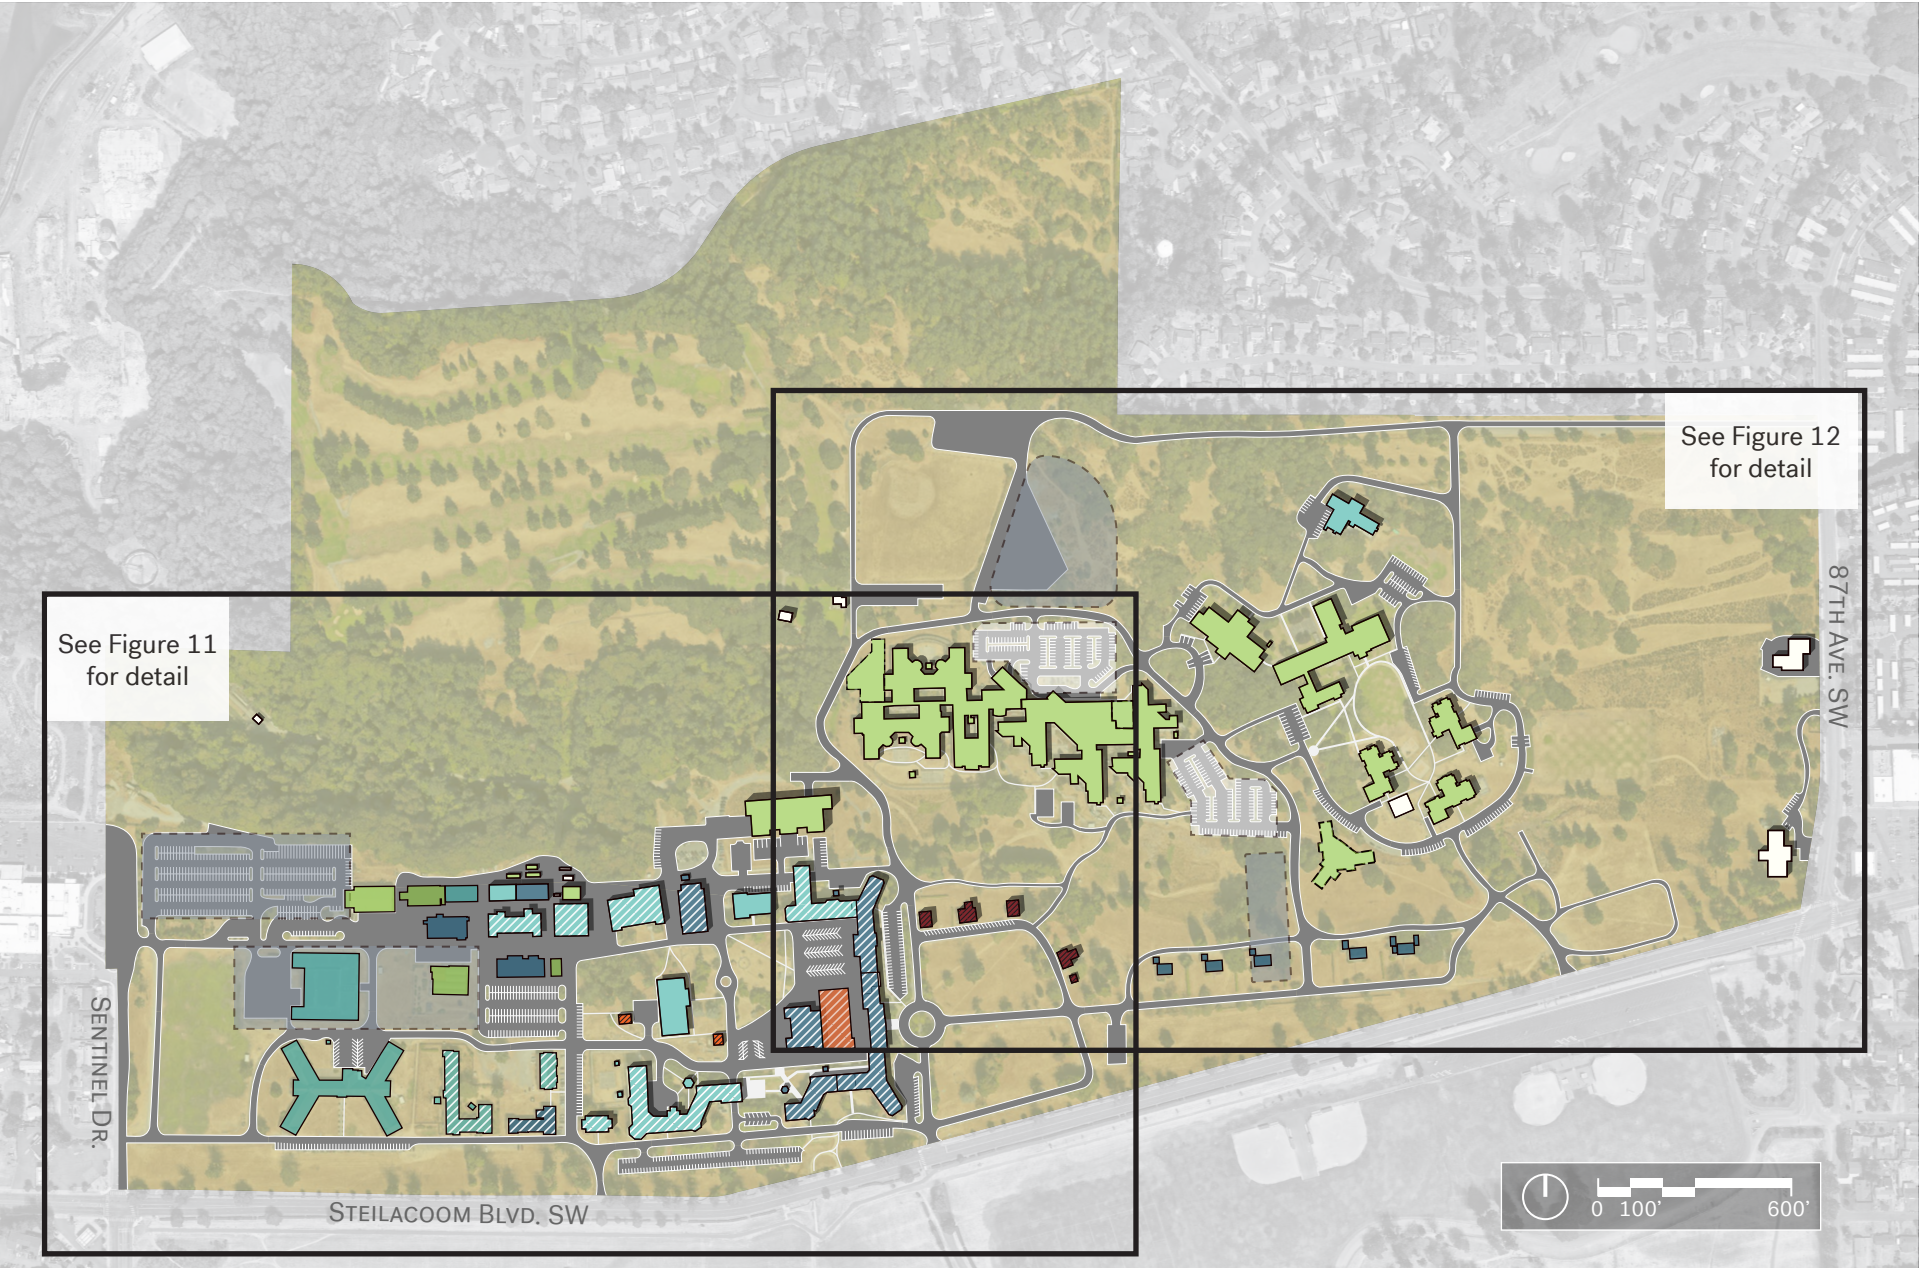 See Figure 12
for detail
See Figure 11
for detail
87TH AVE. SW
SENTINEL DR.
STEILACOOM BLVD. SW
0 100' 600'